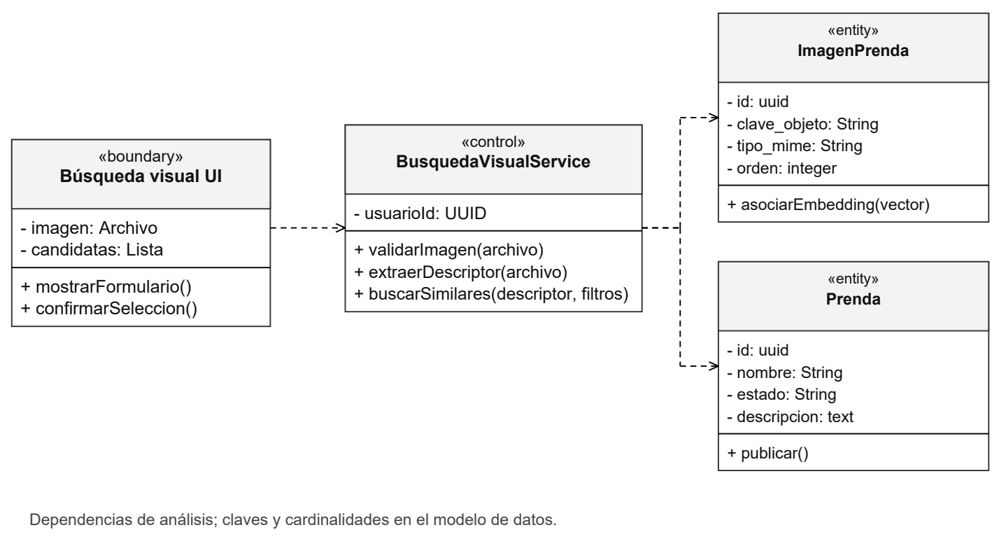 «boundary»
Búsqueda visual UI
- imagen: Archivo
- candidatas: Lista
+ mostrarFormulario()
+ confirmarSeleccion()
«control»
BusquedaVisualService
- usuarioId: UUID
+ validarImagen(archivo)
+ extraerDescriptor(archivo)
+ buscarSimilares(descriptor, filtros)
«entity»
ImagenPrenda
- id: uuid
- clave_objeto: String
- tipo_mime: String
- orden: integer
+ asociarEmbedding(vector)
«entity»
Prenda
- id: uuid
- nombre: String
- estado: String
- descripcion: text
+ publicar()
Dependencias de análisis; claves y cardinalidades en el modelo de datos.